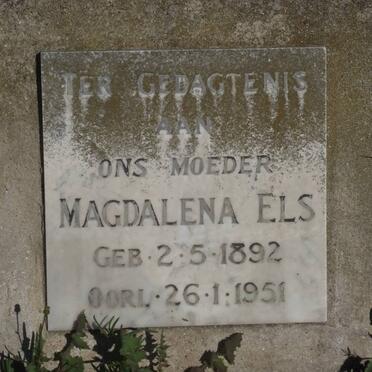 TER GEDAGTENIS
AAN
ONS MOEDER
MAGDALENA ELS
GEB·2·5·1892
OORL·26·1·1951